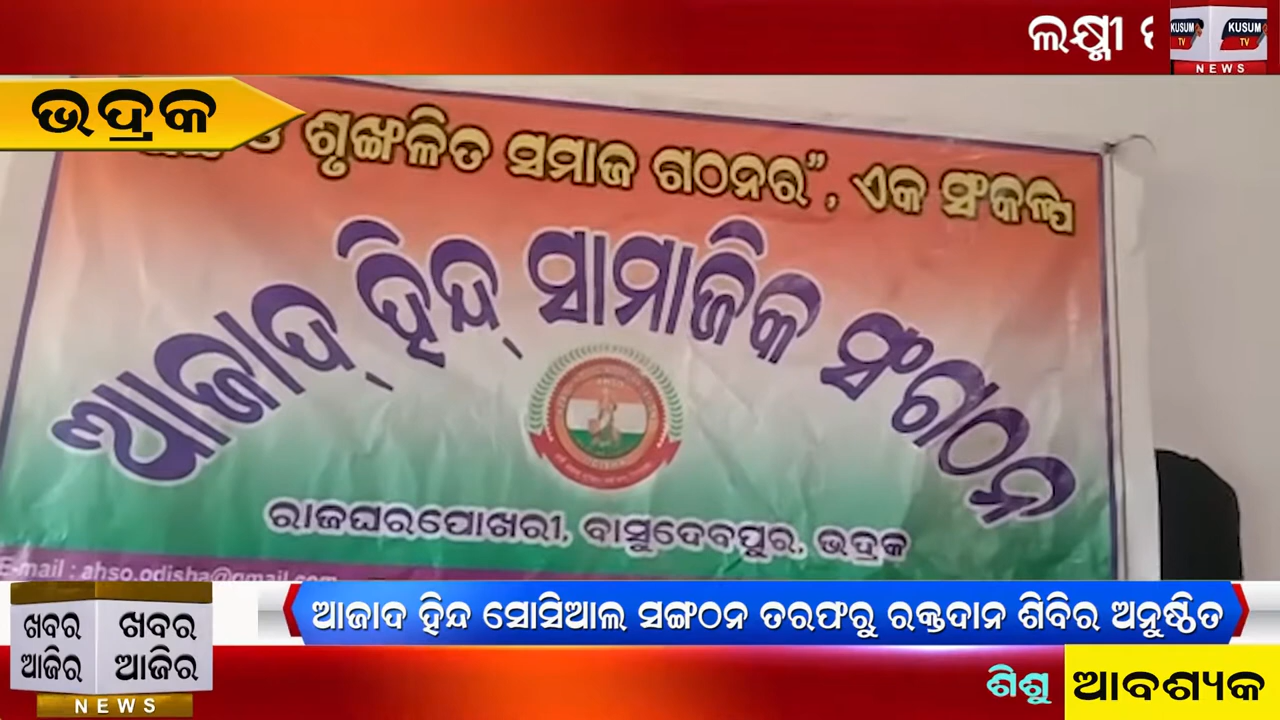 ଲକ୍ଷ୍ମୀ
KUSUM TV
KUSUM TV
NEWS
ଭଦ୍ରକ
ଓ ଶୃଙ୍ଖଳିତ ସମାଜ ଗଠନର”, ଏକ ସଂକଳ୍ପ
ଆଜାଦ୍ ହିନ୍ଦ୍ ସାମାଜିକ ସଂଗଠନ
ରାଜଘରପୋଖରୀ, ବାସୁଦେବପୁର, ଭଦ୍ରକ
E-mail : ahso.odisha@gmail.com
ଆଜାଦ ହିନ୍ଦ ସୋସିଆଲ ସଙ୍ଗଠନ ତରଫରୁ ରକ୍ତଦାନ ଶିବିର ଅନୁଷ୍ଠିତ
ଖବର ଆଜିର
ଖବର ଆଜିର
NEWS
ଶିଶୁ ଆବଶ୍ୟକ